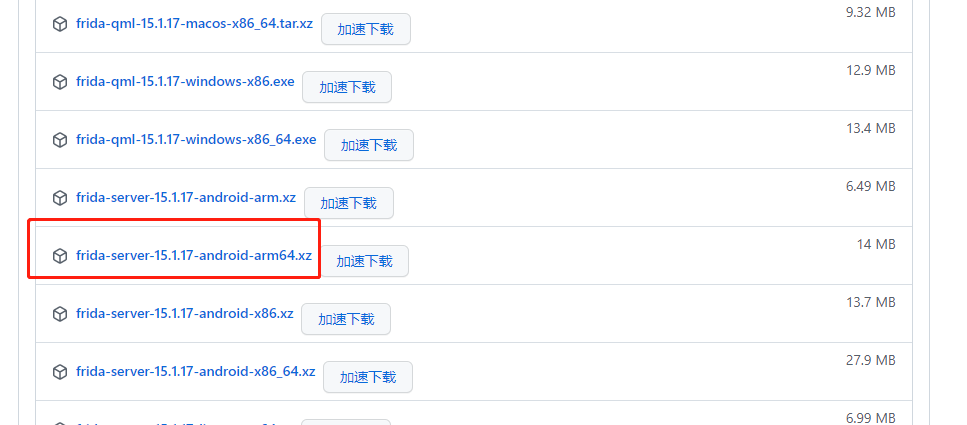 frida-qml-15.1.17-macos-x86_64.tar.xz 加速下载 9.32 MB
frida-qml-15.1.17-windows-x86.exe 加速下载 12.9 MB
frida-qml-15.1.17-windows-x86_64.exe 加速下载 13.4 MB
frida-server-15.1.17-android-arm.xz 加速下载 6.49 MB
frida-server-15.1.17-android-arm64.xz 加速下载 14 MB
frida-server-15.1.17-android-x86.xz 加速下载 13.7 MB
frida-server-15.1.17-android-x86_64.xz 加速下载 27.9 MB
6.99 MB